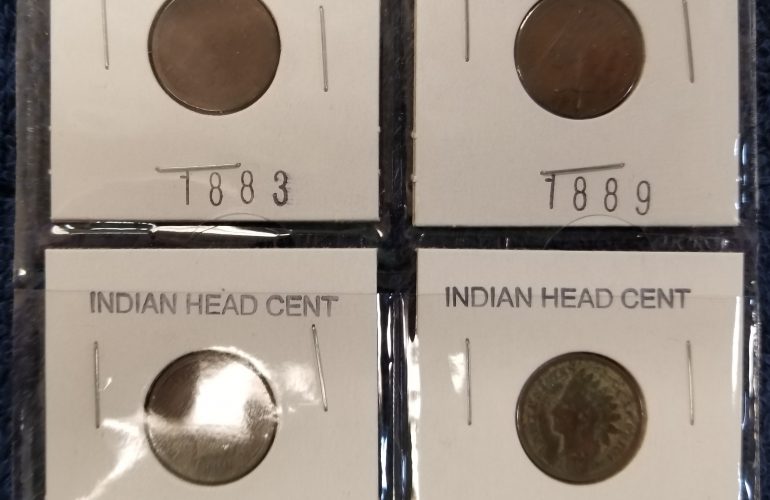 1883
1889
INDIAN HEAD CENT
INDIAN HEAD CENT